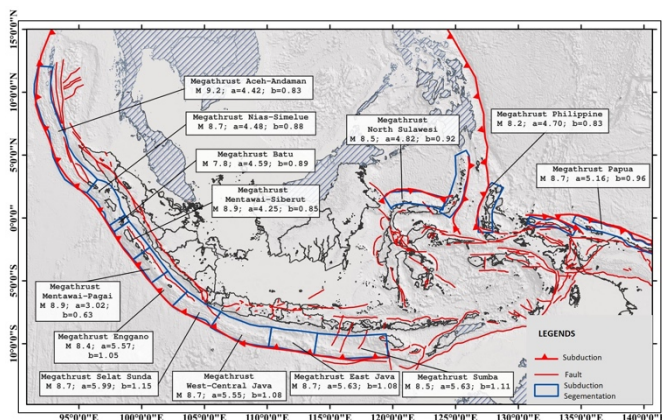 Megathrust Aceh-Andaman
M 9.2; a=4.42; b=0.83
Megathrust Nias-Simelue
M 8.7; a=4.48; b=0.88
Megathrust Batu
M 7.8; a=4.59; b=0.89
Megathrust
Mentawai-Siberut
M 8.9; a=4.25; b=0.85
Megathrust
North Sulawesi
M 8.5; a=4.82; b=0.92
Megathrust Philippine
M 8.2; a=4.70; b=0.83
Megathrust Papua
M 8.7; a=5.16; b=0.96
Megathrust
Mentawai-Pagai
M 8.9; a=3.02;
b=0.63
Megathrust Enggano
M 8.4; a=5.57;
b=1.05
Megathrust Selat Sunda
M 8.7; a=5.99; b=1.15
Megathrust
West-Central Java
M 8.7; a=5.55; b=1.08
Megathrust East Java
M 8.7; a=5.63; b=1.08
Megathrust Sumba
M 8.5; a=5.63; b=1.11
LEGENDS
Subduction
Fault
Subduction
Segmentation
15°0'0"N
10°0'0"N
5°0'0"N
0°0'0"
5°0'0"S
10°0'0"S
95°0'0"E
100°0'0"E
105°0'0"E
110°0'0"E
115°0'0"E
120°0'0"E
125°0'0"E
130°0'0"E
135°0'0"E
140°0'0"E